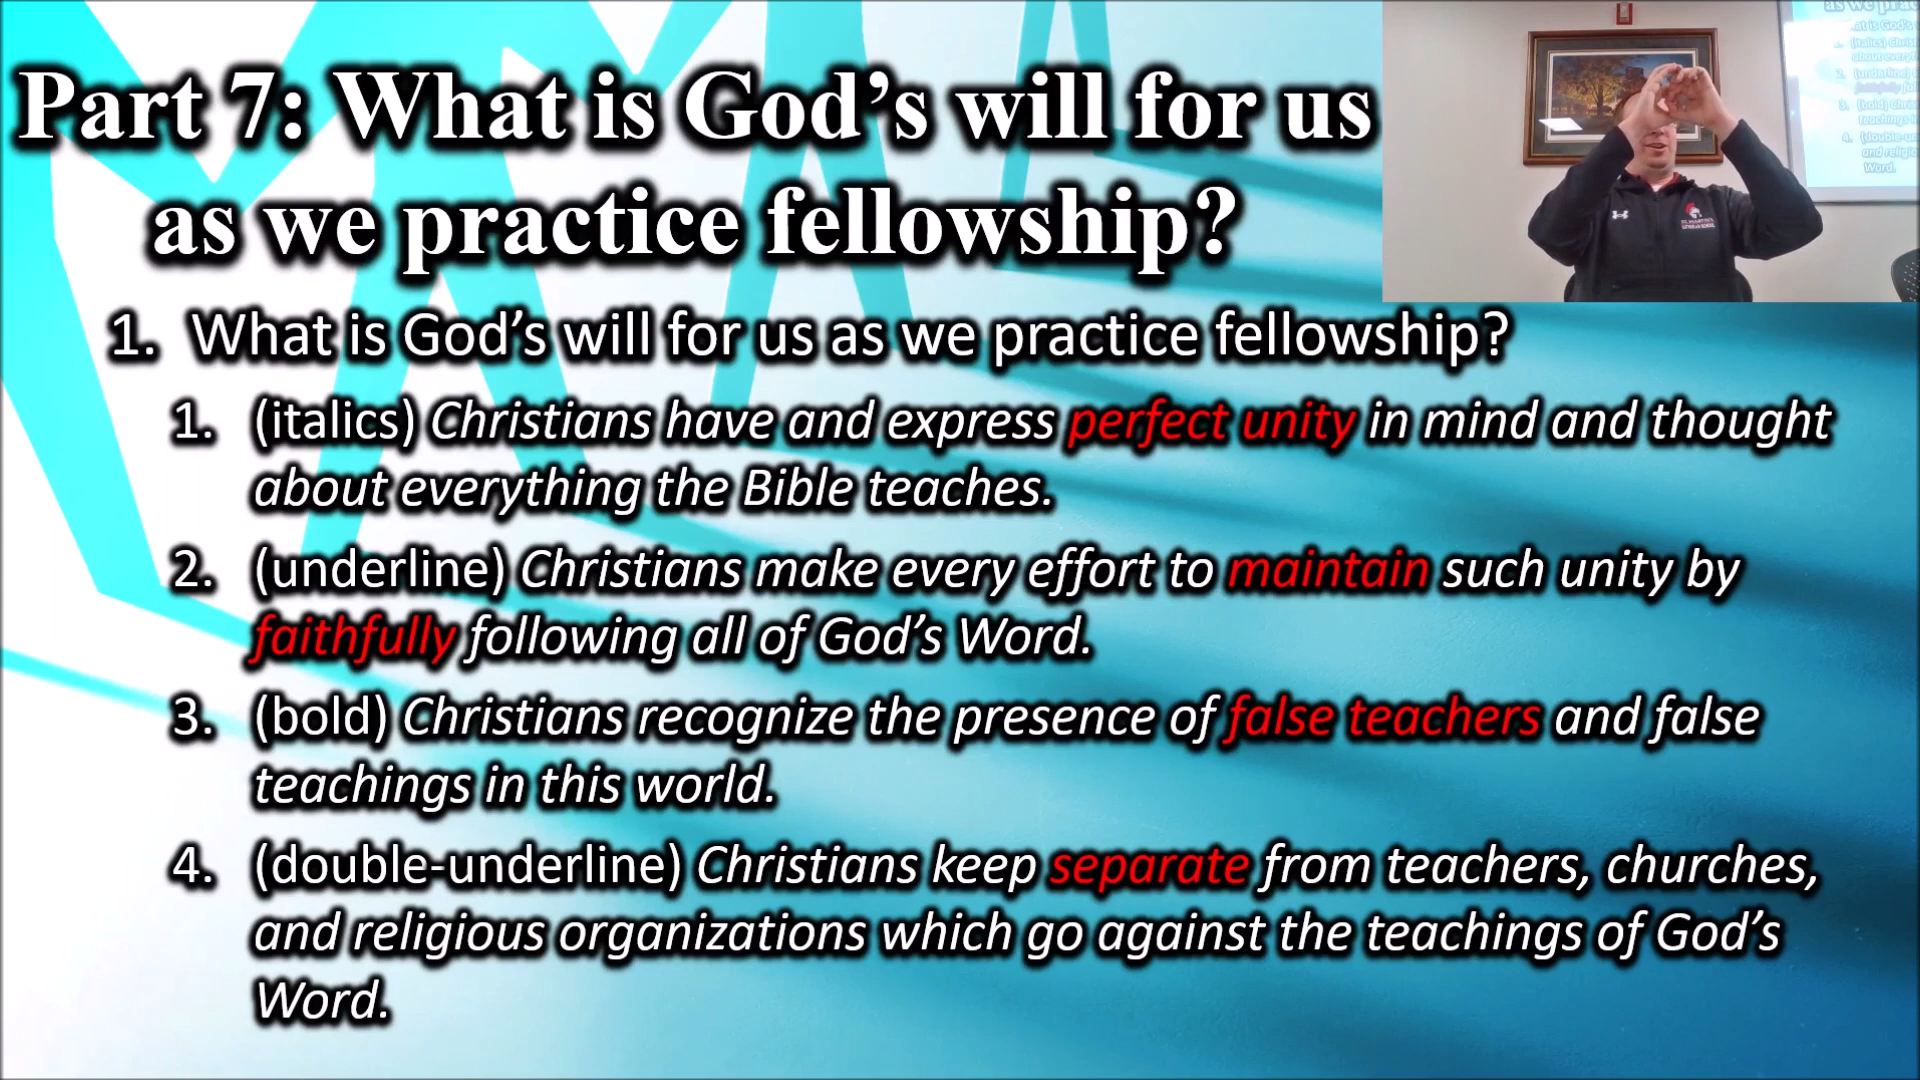 Part 7: What is God’s will for us
as we practice fellowship?
1. What is God’s will for us as we practice fellowship?
1. (italics) Christians have and express perfect unity in mind and thought
about everything the Bible teaches.
2. (underline) Christians make every effort to maintain such unity by
faithfully following all of God’s Word.
3. (bold) Christians recognize the presence of false teachers and false
teachings in this world.
4. (double-underline) Christians keep separate from teachers, churches,
and religious organizations which go against the teachings of God’s
Word.